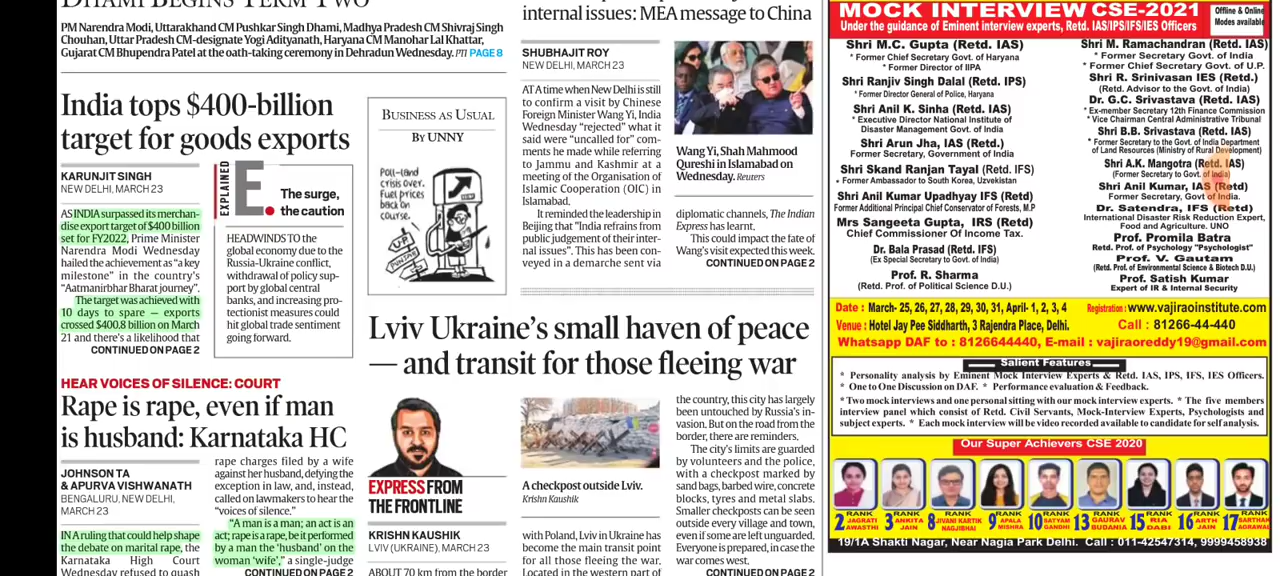 DHAMI BEGINS TERM TWO
PM Narendra Modi, Uttarakhand CM Pushkar Singh Dhami, Madhya Pradesh CM Shivraj Singh
Chouhan, Uttar Pradesh CM-designate Yogi Adityanath, Haryana CM Manohar Lal Khattar,
Gujarat CM Bhupendra Patel at the oath-taking ceremony in Dehradun Wednesday. PTI PAGE 8
India tops $400-billion
target for goods exports
KARUNJIT SINGH
NEW DELHI, MARCH 23
AS INDIA surpassed its merchan-
dise export target of $400 billion
set for FY2022, Prime Minister
Narendra Modi Wednesday
hailed the achievement as “a key
milestone” in the country’s
“Aatmanirbhar Bharat journey”.
The target was achieved with
10 days to spare — exports
crossed $400.8 billion on March
21 and there’s a likelihood that
CONTINUED ON PAGE 2
EXPLAINED
E.
The surge,
the caution
HEADWINDS TO the
global economy due to the
Russia-Ukraine conflict,
withdrawal of policy sup-
port by global central
banks, and increasing pro-
tectionist measures could
hit global trade sentiment
going forward.
HEAR VOICES OF SILENCE: COURT
Rape is rape, even if man
is husband: Karnataka HC
JOHNSON TA
& APURVA VISHWANATH
BENGALURU, NEW DELHI,
MARCH 23
IN A ruling that could help shape
the debate on marital rape, the
Karnataka High Court
Wednesday refused to quash
rape charges filed by a wife
against her husband, defying the
exception in law, and, instead,
called on lawmakers to hear the
“voices of silence.”
“A man is a man; an act is an
act; rape is a rape, be it performed
by a man the ‘husband’ on the
woman ‘wife’,” a single-judge
CONTINUED ON PAGE 2
BUSINESS AS USUAL
BY UNNY
Poll-land
crisis over.
Fuel prices
back on
course.
UP
PUNJAB
internal issues: MEA message to China
SHUBHAJIT ROY
NEW DELHI, MARCH 23
AT A time when New Delhi is still
to confirm a visit by Chinese
Foreign Minister Wang Yi, India
Wednesday “rejected” what it
said were “uncalled for” com-
ments he made while referring
to Jammu and Kashmir at a
meeting of the Organisation of
Islamic Cooperation (OIC) in
Islamabad.
It reminded the leadership in
Beijing that “India refrains from
public judgement of their inter-
nal issues”. This has been con-
veyed in a demarche sent via
Wang Yi, Shah Mahmood
Qureshi in Islamabad on
Wednesday. Reuters
diplomatic channels, The Indian
Express has learnt.
This could impact the fate of
Wang’s visit expected this week.
CONTINUED ON PAGE 2
Lviv Ukraine’s small haven of peace
— and transit for those fleeing war
EXPRESS FROM
THE FRONTLINE
KRISHN KAUSHIK
LVIV (UKRAINE), MARCH 23
ABOUT 70 km from the border
A checkpost outside Lviv.
Krishn Kaushik
with Poland, Lviv in Ukraine has
become the main transit point
for all those fleeing the war.
Located in the western part of
the country, this city has largely
been untouched by Russia’s in-
vasion. But on the road from the
border, there are reminders.
The city’s limits are guarded
by volunteers and the police,
with a checkpost marked by
sand bags, barbed wire, concrete
blocks, tyres and metal slabs.
Smaller checkposts can be seen
outside every village and town,
even if some are left unguarded.
Everyone is prepared, in case the
war comes west.
CONTINUED ON PAGE 2
MOCK INTERVIEW CSE-2021
Offline & Online
Modes available
Under the guidance of Eminent interview experts, Retd. IAS/IPS/IFS/IES Officers
Shri M.C. Gupta (Retd. IAS)
* Former Chief Secretary Govt of Haryana
* Former Director of IIPA
Shri Ranjiv Singh Dalal (Retd. IPS)
* Former Director General of Police, Haryana
Shri Anil K. Sinha (Retd. IAS)
* Executive Director National Institute of
Disaster Management Govt. of India
Shri Arun Jha, IAS (Retd)
Former Secretary, Government of India
Shri Skand Ranjan Tayal (Retd. IFS)
* Former Ambassador to South Korea, Uzvekistan
Shri Anil Kumar Upadhyay IFS (Retd)
Former Additional Principal Chief Conservator of Forests, M.P
Mrs Sangeeta Gupta, IRS (Retd)
Chief Commissioner Of Income Tax.
Dr. Bala Prasad (Retd. IFS)
(Ex Special Secretary to Govt. of India)
Prof. R. Sharma
(Retd. Prof. of Political Science D.U.)
Shri M. Ramachandran (Retd. IAS)
* Former Secretary Govt. of India
* Former Chief Secretary Govt. of U.P.
Shri R. Srinivasan IES (Retd.)
(Retd. Advisor to the Govt. of India)
Dr. G.C. Srivastava (Retd. IAS)
* Ex-member Secretary 12th Finance Commission
* Vice Chairman Central Administrative Tribunal
Shri B.B. Srivastava (Retd. IAS)
* Former Secretary to the Govt. of India Department
of Land Resources (Ministry of Rural Development)
Shri A.K. Mangotra (Retd. IAS)
(Former Secretary to Govt. of India)
Shri Anil Kumar, IAS (Retd)
Former Secretary, Govt of India.
Dr. Satendra, IFS (Retd)
International Disaster Risk Reduction Expert,
Food and Agriculture. UNO
Prof. Promila Batra
Retd. Prof. of Psychology "Psychologist"
Prof. V. Gautam
(Retd. Prof. of Environmental Science & Biotech D.U.)
Prof. Satish Kumar
Expert of IR & Internal Security
Date : March- 25, 26, 27, 28, 29, 30, 31, April- 1, 2, 3, 4
Registration : www.vajiraoinstitute.com
Venue : Hotel Jay Pee Siddharth, 3 Rajendra Place, Delhi.
Call : 81266-44-440
Whatsapp DAF to : 8126644440, E-mail : vajiraoreddy19@gmail.com
Salient Features
* Personality analysis by Eminent Mock Interview Experts & Retd. IAS, IPS, IFS, IES Officers.
* One to One Discussion on DAF. * Performance evaluation & Feedback.
* Two mock interviews and one personal sitting with our mock interview experts. * The five members
interview panel which consist of Retd. Civil Servants, Mock-Interview Experts, Psychologists and
subject experts. * Each mock interview will be video recorded available to candidate for self analysis.
Our Super Achievers CSE 2020
2 RANK JAGRATI AWASTHI
3 RANK ANKITA JAIN
8 RANK JIVANI KARTIK NAGJIBHAI
9 RANK APALA MISHRA
10 RANK SATYAM GANDHI
13 RANK GAURAV BUDANIA
15 RANK RIA DABI
16 RANK ARTH JAIN
17 RANK SARTHAK AGRAWAL
19/1A Shakti Nagar, Near Nagia Park Delhi. Call : 011-42547314, 9999458938